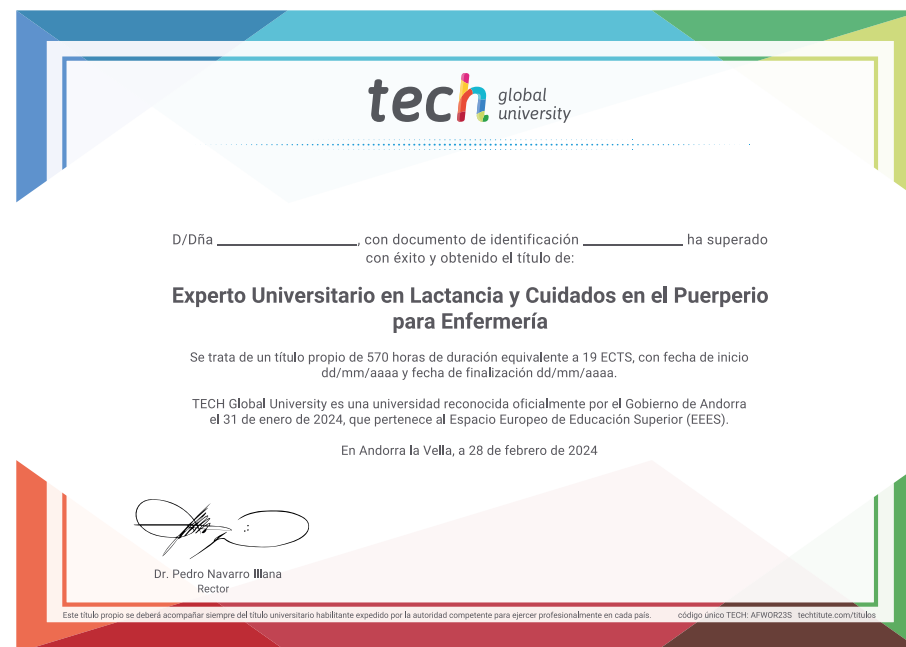 tech global university
D/Dña ____________________, con documento de identificación ______________ ha superado
con éxito y obtenido el título de:
Experto Universitario en Lactancia y Cuidados en el Puerperio
para Enfermería
Se trata de un título propio de 570 horas de duración equivalente a 19 ECTS, con fecha de inicio
dd/mm/aaaa y fecha de finalización dd/mm/aaaa.
TECH Global University es una universidad reconocida oficialmente por el Gobierno de Andorra
el 31 de enero de 2024, que pertenece al Espacio Europeo de Educación Superior (EEES).
En Andorra la Vella, a 28 de febrero de 2024
Dr. Pedro Navarro Illana
Rector
Este título propio se deberá acompañar siempre del título universitario habilitante expedido por la autoridad competente para ejercer profesionalmente en cada país. código único TECH: AFWOR23S techtitute.com/titulos